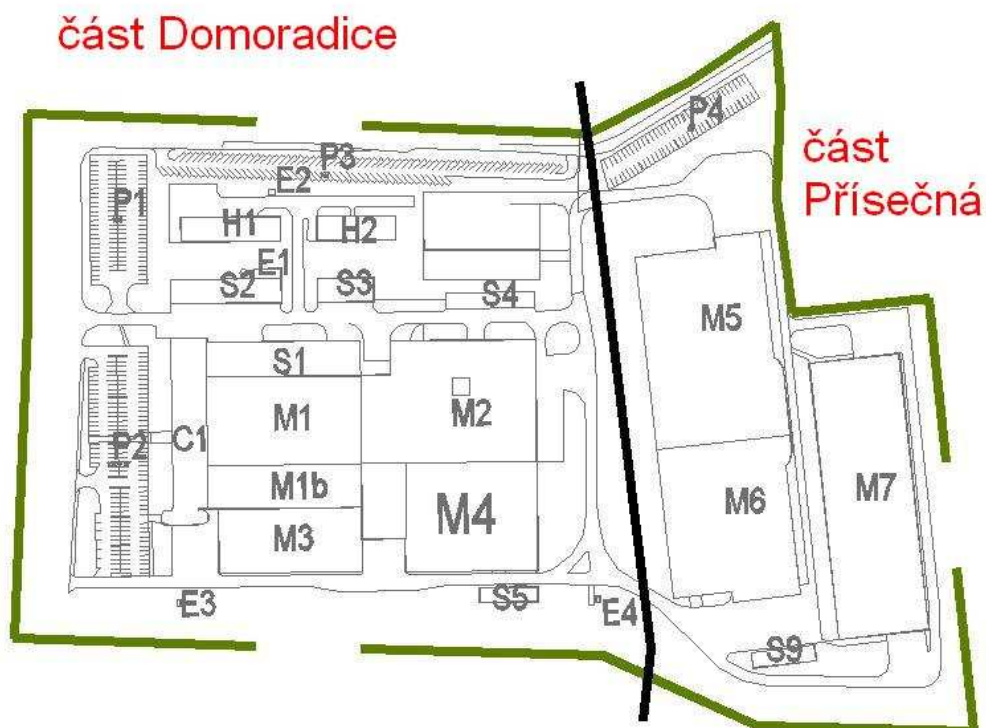 část Domoradice
část
Přísečná
P4
P3
P1
E2
H1
H2
E1
S2
S3
S4
M5
S1
M1
M2
C1
P2
M1b
M4
M6
M7
M3
E3
S5
E4
S9